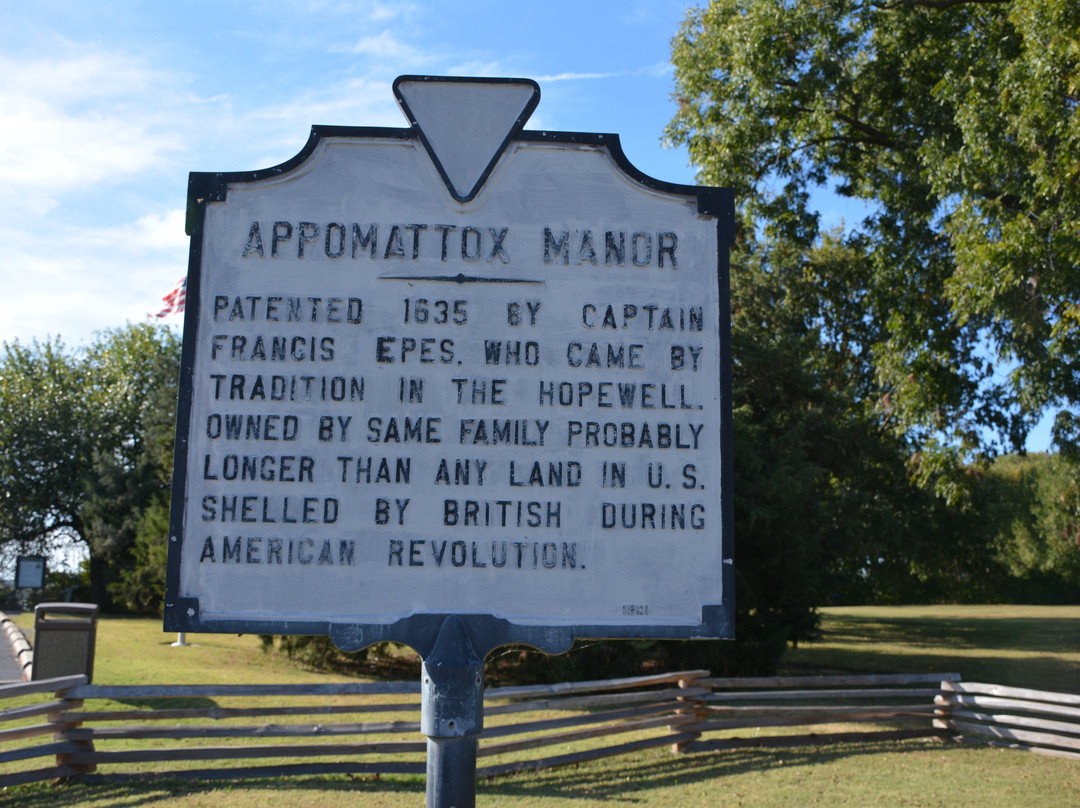 APPOMATTOX MANOR
PATENTED 1635 BY CAPTAIN
FRANCIS EPES. WHO CAME BY
TRADITION IN THE HOPEWELL.
OWNED BY SAME FAMILY PROBABLY
LONGER THAN ANY LAND IN U.S.
SHELLED BY BRITISH DURING
AMERICAN REVOLUTION.